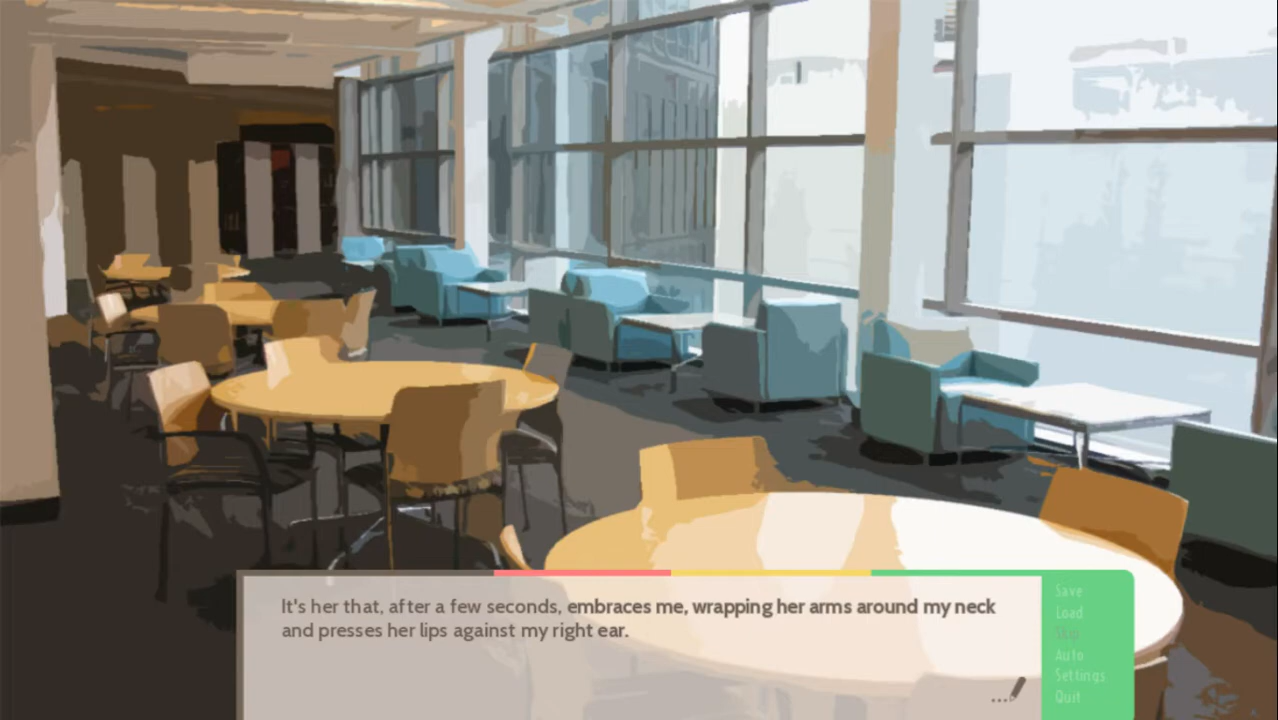 It's her that, after a few seconds, embraces me, wrapping her arms around my neck
and presses her lips against my right ear.
Save
Load
Skip
Auto
Settings
Quit